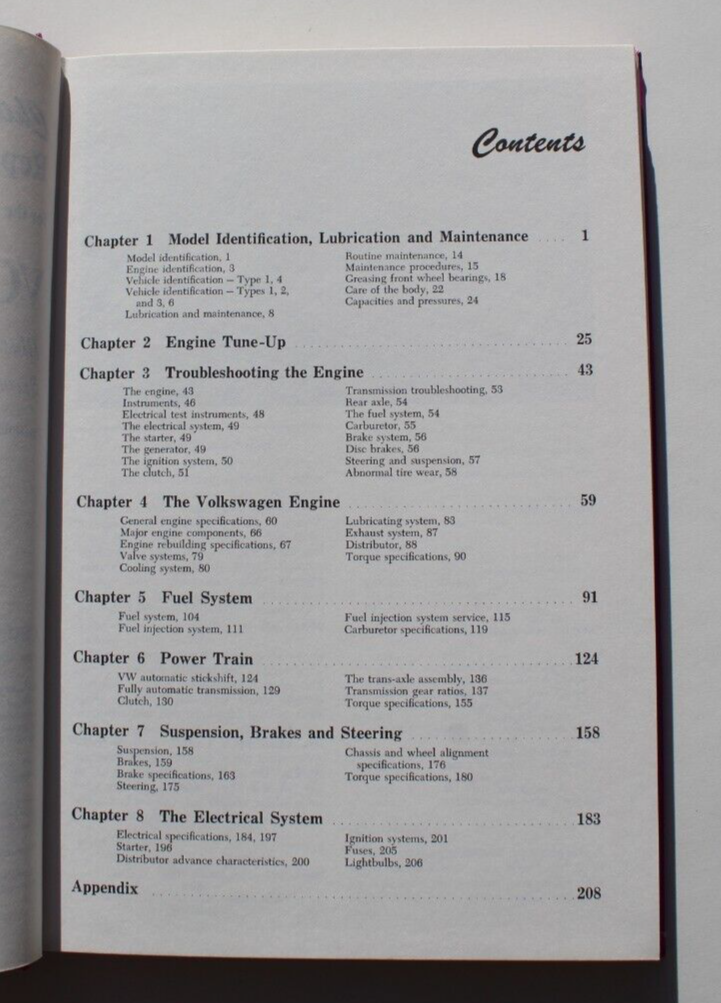 Contents
Chapter 1 Model Identification, Lubrication and Maintenance .... 1
Model identification, 1
Engine identification, 3
Vehicle identification — Type 1, 4
Vehicle identification — Types 1, 2,
and 3, 6
Lubrication and maintenance, 8
Routine maintenance, 14
Maintenance procedures, 15
Greasing front wheel bearings, 18
Care of the body, 22
Capacities and pressures, 24
Chapter 2 Engine Tune-Up .... 25
Chapter 3 Troubleshooting the Engine .... 43
The engine, 43
Instruments, 46
Electrical test instruments, 48
The electrical system, 49
The starter, 49
The generator, 49
The ignition system, 50
The clutch, 51
Transmission troubleshooting, 53
Rear axle, 54
The fuel system, 54
Carburetor, 55
Brake system, 56
Disc brakes, 56
Steering and suspension, 57
Abnormal tire wear, 58
Chapter 4 The Volkswagen Engine .... 59
General engine specifications, 60
Major engine components, 66
Engine rebuilding specifications, 67
Valve systems, 79
Cooling system, 80
Lubricating system, 83
Exhaust system, 87
Distributor, 88
Torque specifications, 90
Chapter 5 Fuel System .... 91
Fuel system, 104
Fuel injection system, 111
Fuel injection system service, 115
Carburetor specifications, 119
Chapter 6 Power Train .... 124
VW automatic stickshift, 124
Fully automatic transmission, 129
Clutch, 130
The trans-axle assembly, 136
Transmission gear ratios, 137
Torque specifications, 155
Chapter 7 Suspension, Brakes and Steering .... 158
Suspension, 158
Brakes, 159
Brake specifications, 163
Steering, 175
Chassis and wheel alignment
specifications, 176
Torque specifications, 180
Chapter 8 The Electrical System .... 183
Electrical specifications, 184, 197
Starter, 196
Distributor advance characteristics, 200
Ignition systems, 201
Fuses, 205
Lightbulbs, 206
Appendix .... 208